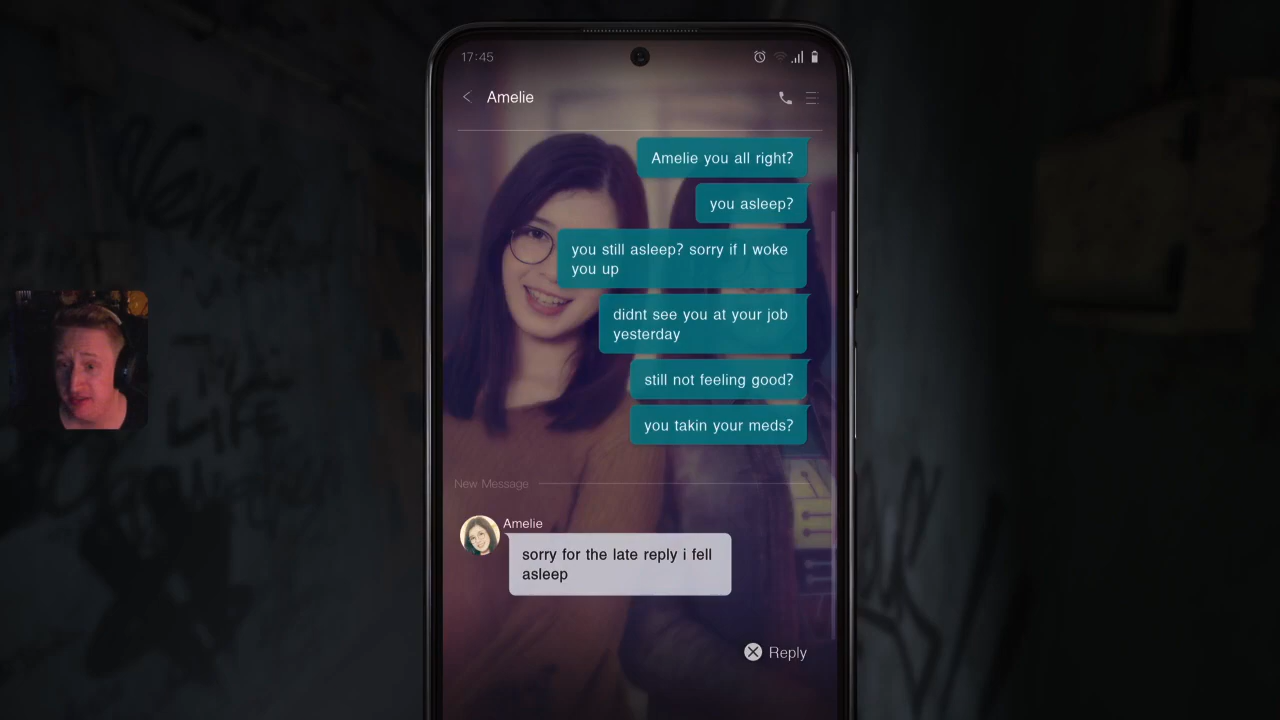 17:45
Amelie
Amelie you all right?
you asleep?
you still asleep? sorry if I woke
you up
didnt see you at your job
yesterday
still not feeling good?
you takin your meds?
New Message
Amelie
sorry for the late reply i fell
asleep
Reply
LIFE